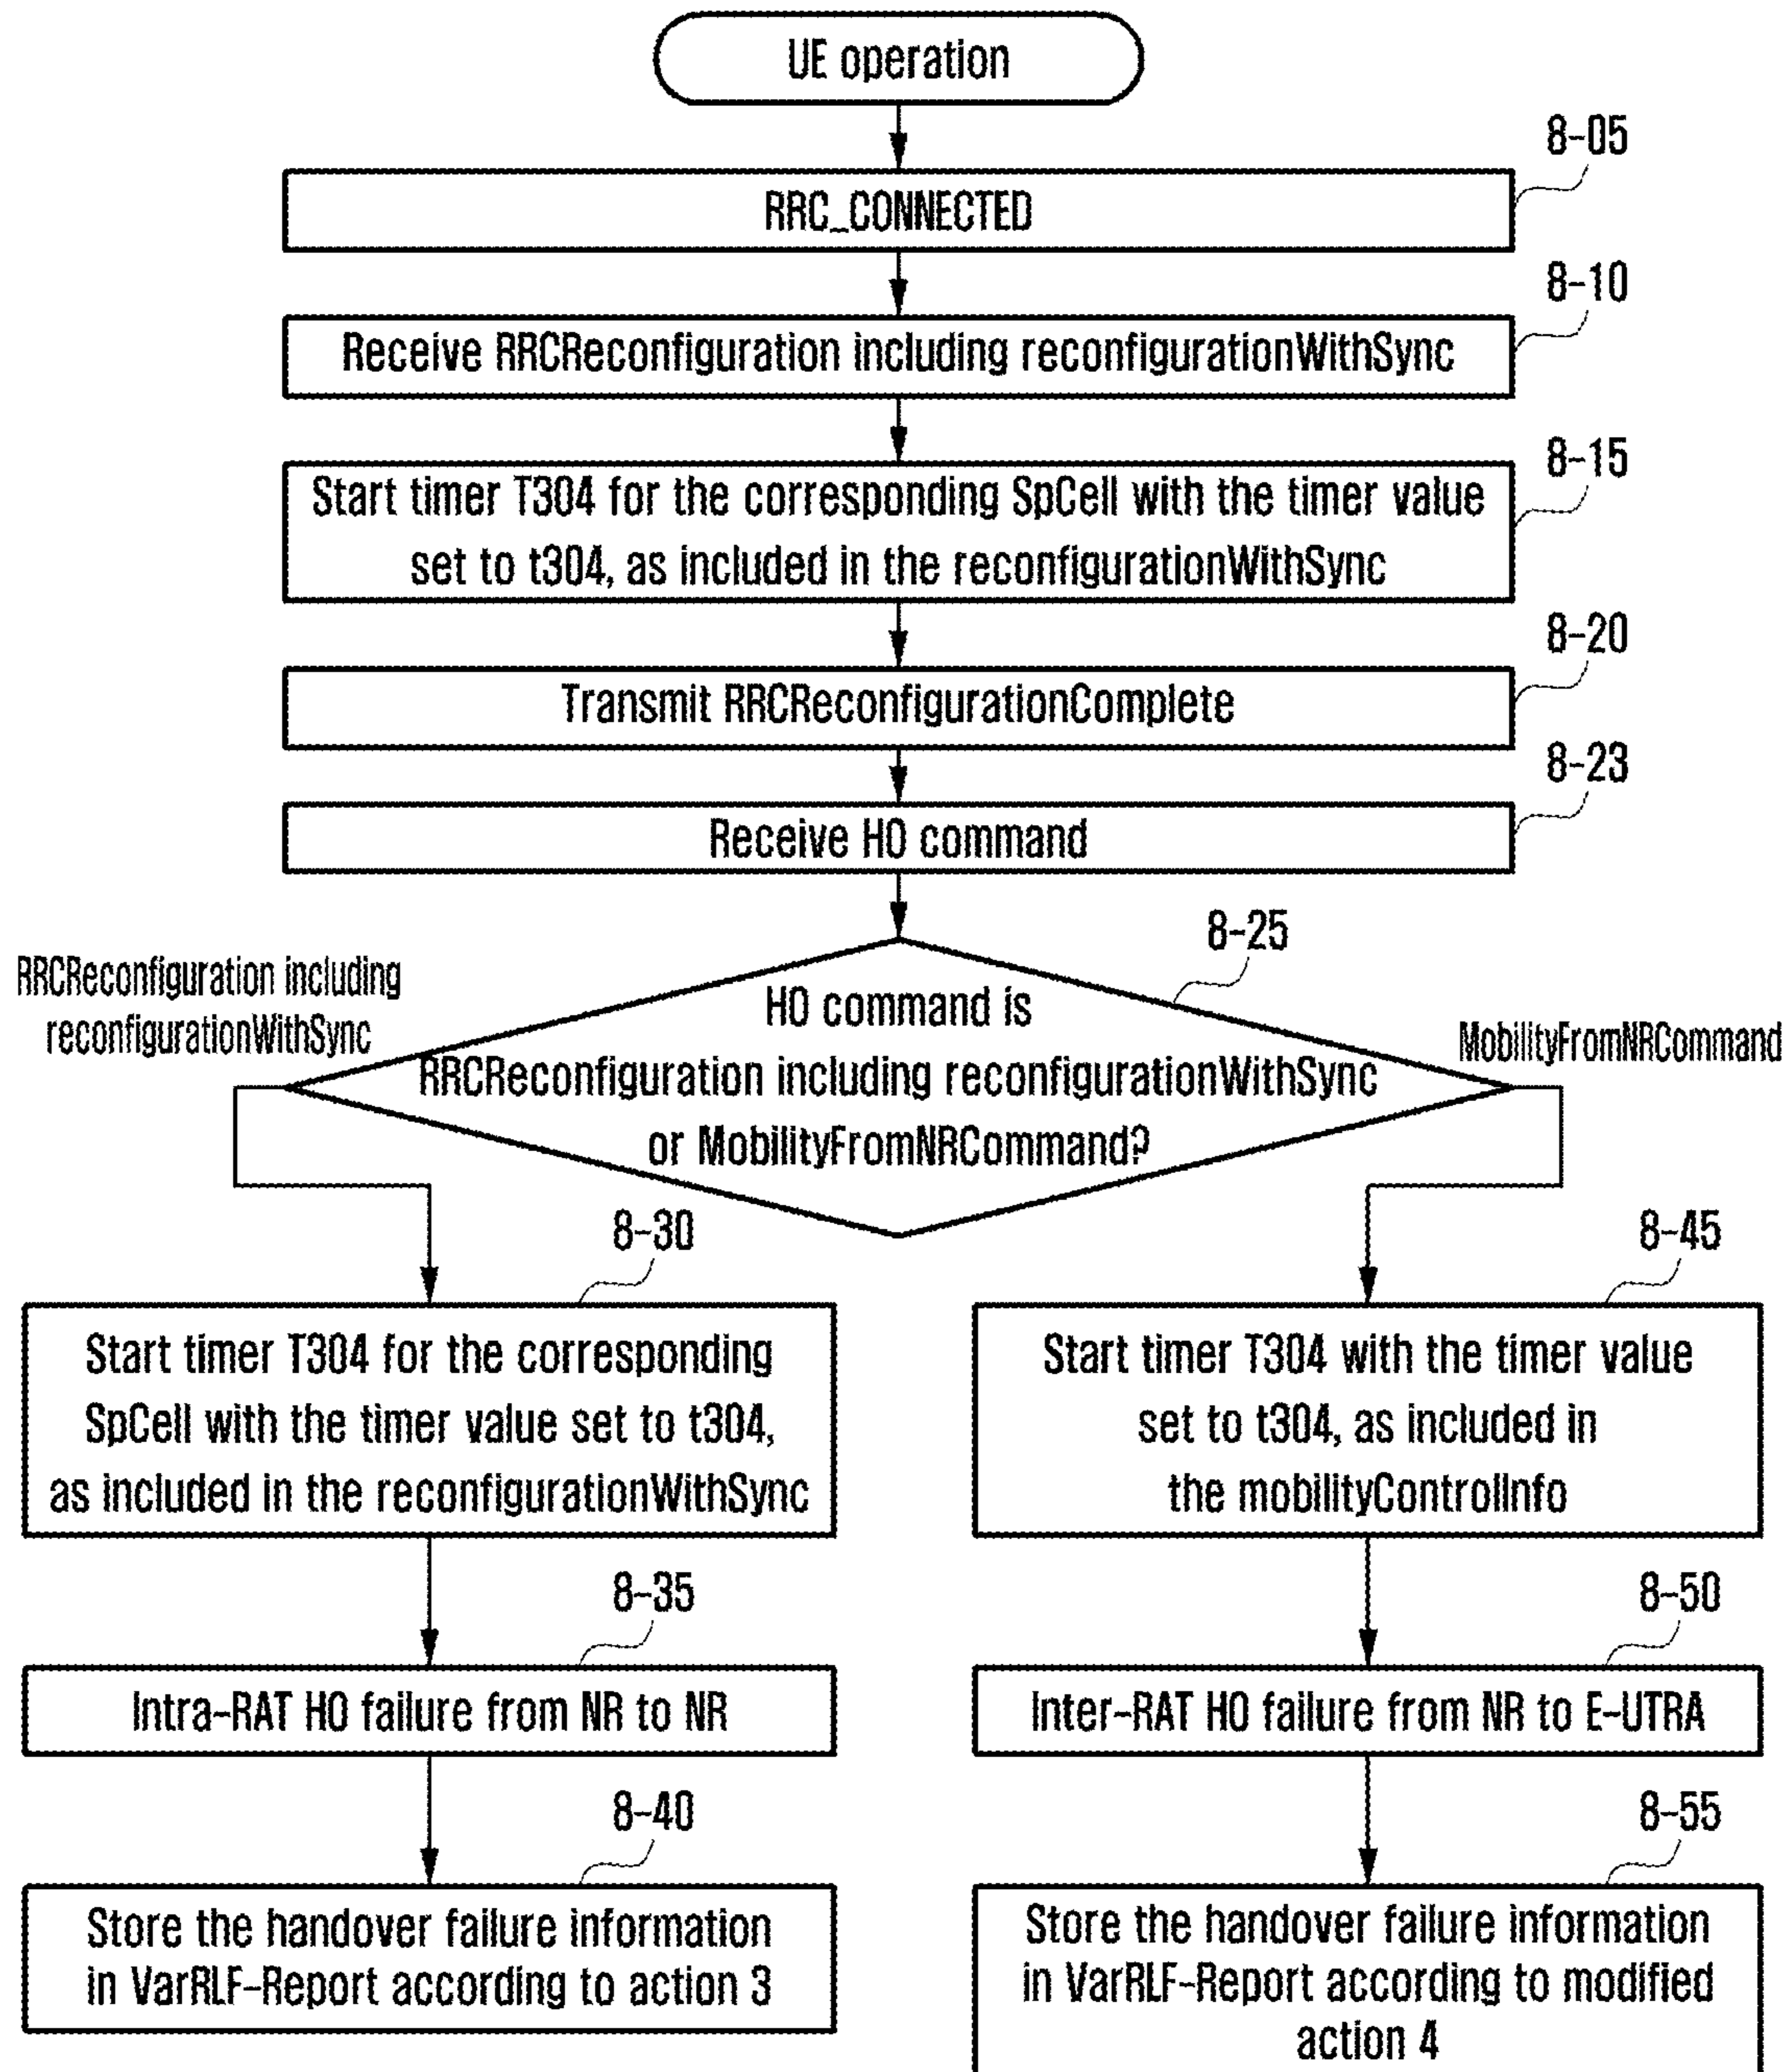 UE operation
8-05
RRC_CONNECTED
8-10
Receive RRCReconfiguration including reconfigurationWithSync
8-15
Start timer T304 for the corresponding SpCell with the timer value
set to t304, as included in the reconfigurationWithSync
8-20
Transmit RRCReconfigurationComplete
8-23
Receive HO command
8-25
RRCReconfiguration including
reconfigurationWithSync
HO command is
RRCReconfiguration including reconfigurationWithSync
or MobilityFromNRCommand?
MobilityFromNRCommand
8-30
Start timer T304 for the corresponding
SpCell with the timer value set to t304,
as included in the reconfigurationWithSync
8-35
Intra-RAT HO failure from NR to NR
8-40
Store the handover failure information
in VarRLF-Report according to action 3
8-45
Start timer T304 with the timer value
set to t304, as included in
the mobilityControlInfo
8-50
Inter-RAT HO failure from NR to E-UTRA
8-55
Store the handover failure information
in VarRLF-Report according to modified
action 4